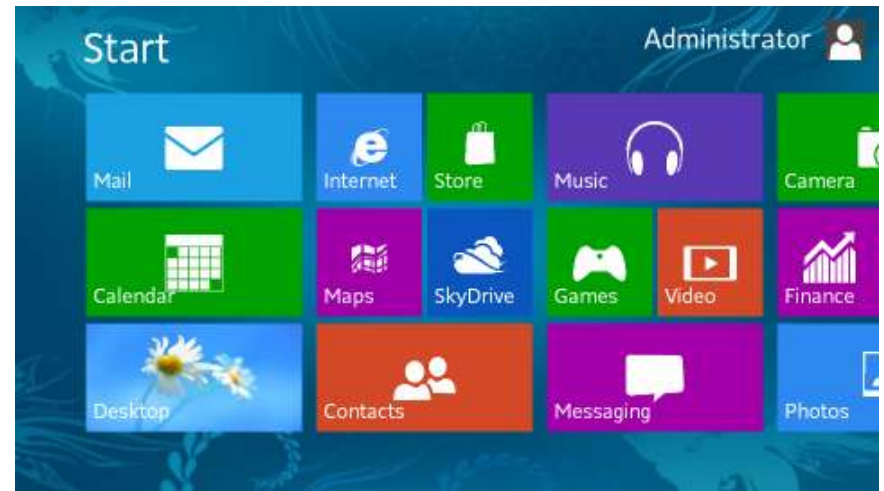 Start
Administrator
Mail
Internet
Store
Music
Camera
Calendar
Maps
SkyDrive
Games
Video
Finance
Desktop
Contacts
Messaging
Photos